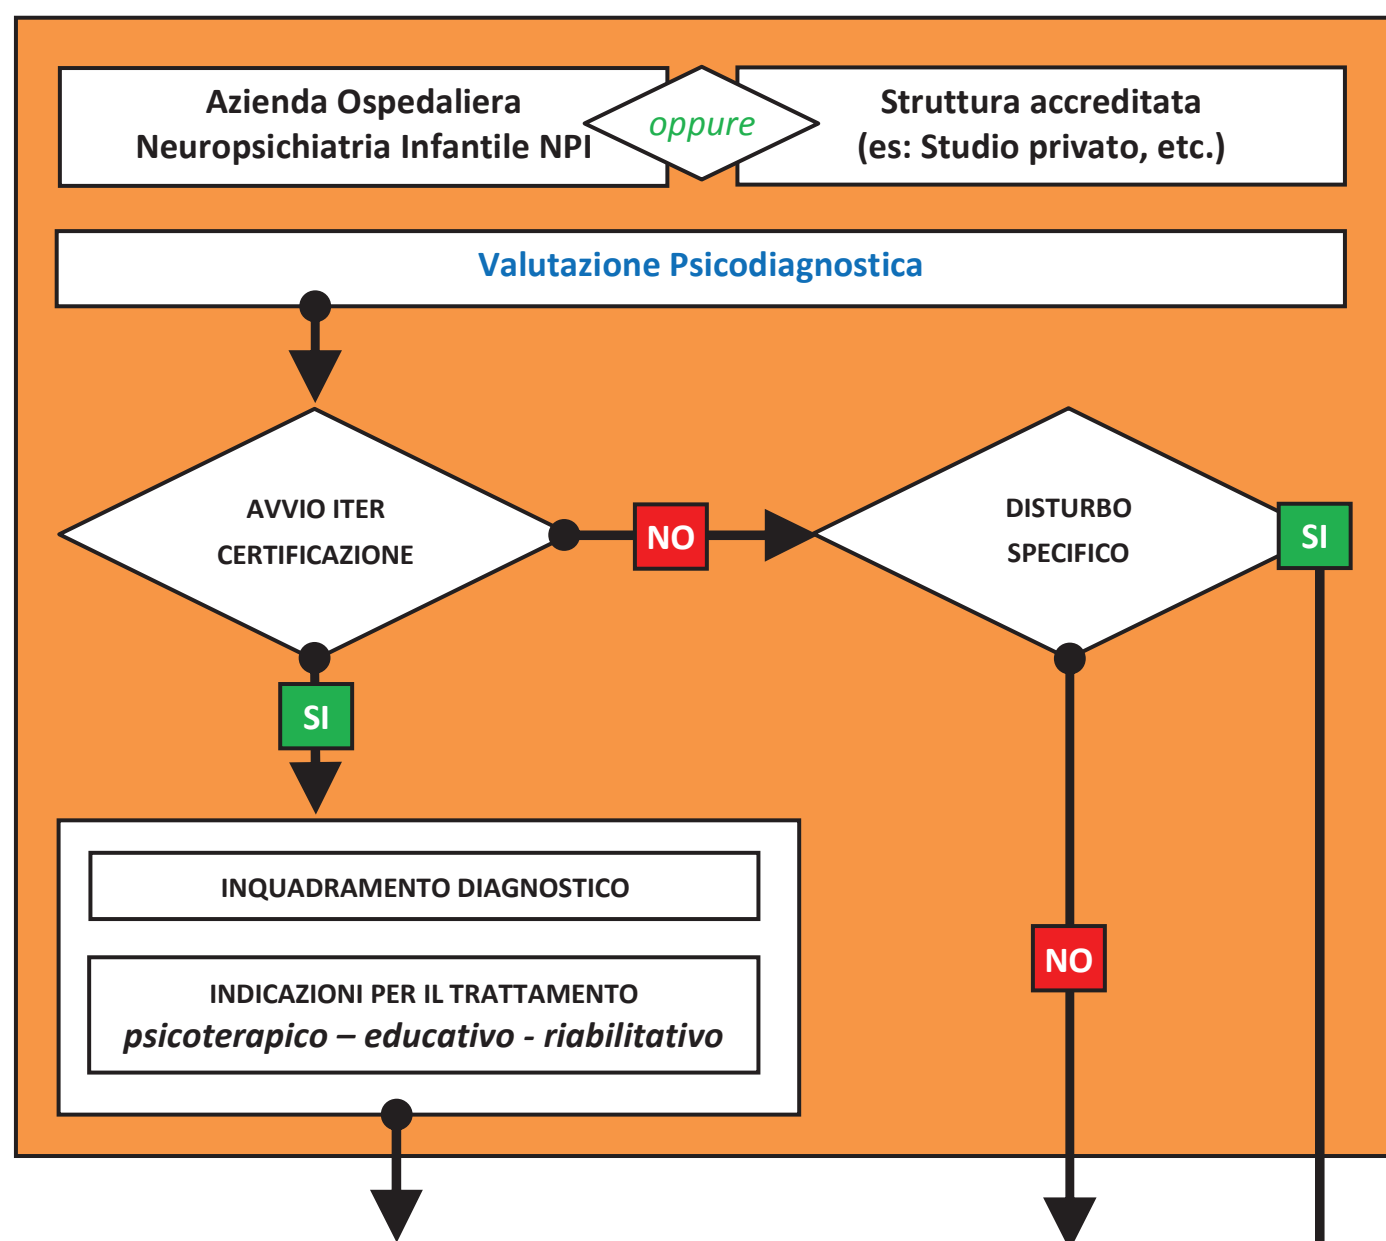 Azienda Ospedaliera
Neuropsichiatria Infantile NPI
oppure
Struttura accreditata
(es: Studio privato, etc.)
Valutazione Psicodiagnostica
AVVIO ITER
CERTIFICAZIONE
NO
DISTURBO
SPECIFICO
SI
SI
INQUADRAMENTO DIAGNOSTICO
INDICAZIONI PER IL TRATTAMENTO
psicoterapico – educativo - riabilitativo
NO